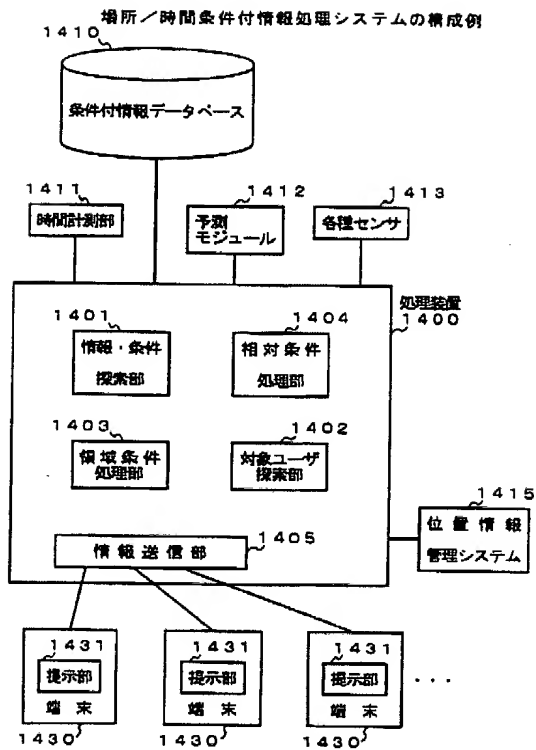 場所／時間条件付情報処理システムの構成例
1410
条件付情報データベース
1411
時間計測部
1412
予測
モジュール
1413
各種センサ
処理装置
1400
1401
情報・条件
探索部
1404
相対条件
処理部
1403
領域条件
処理部
1402
対象ユーザ
探索部
1405
情報送信部
1415
位置情報
管理システム
1431
提示部
端末
1430
1431
提示部
端末
1430
1431
提示部
端末
1430
・・・